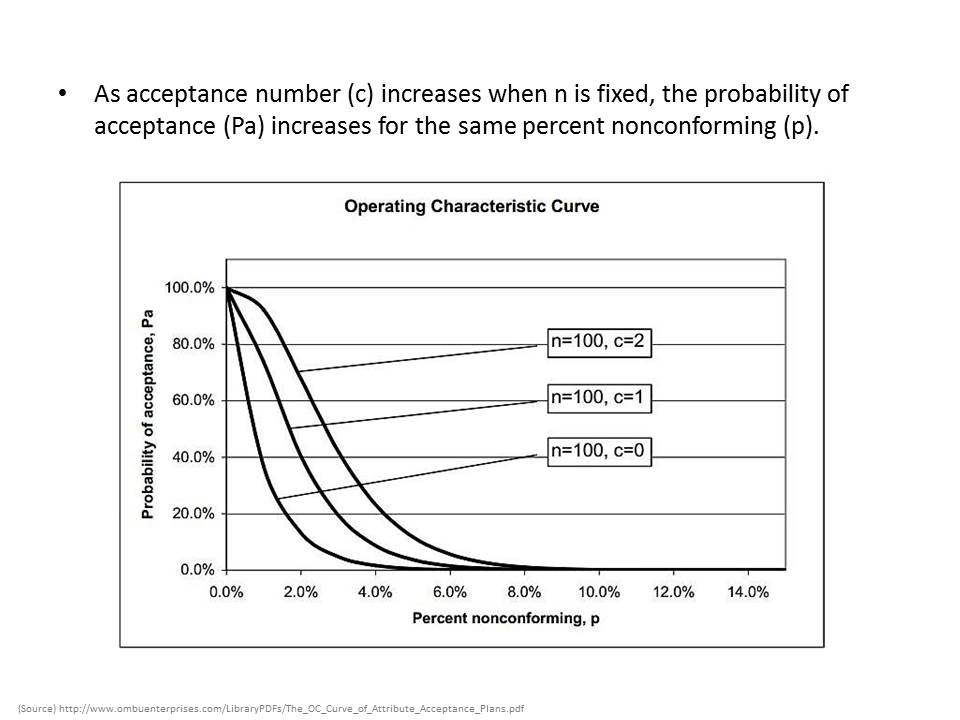 • As acceptance number (c) increases when n is fixed, the probability of
acceptance (Pa) increases for the same percent nonconforming (p).
Operating Characteristic Curve
Probability of acceptance, Pa
100.0%
80.0%
60.0%
40.0%
20.0%
0.0%
n=100, c=2
n=100, c=1
n=100, c=0
0.0% 2.0% 4.0% 6.0% 8.0% 10.0% 12.0% 14.0%
Percent nonconforming, p
(Source) http://www.ombuenterprises.com/LibraryPDFs/The_OC_Curve_of_Attribute_Acceptance_Plans.pdf